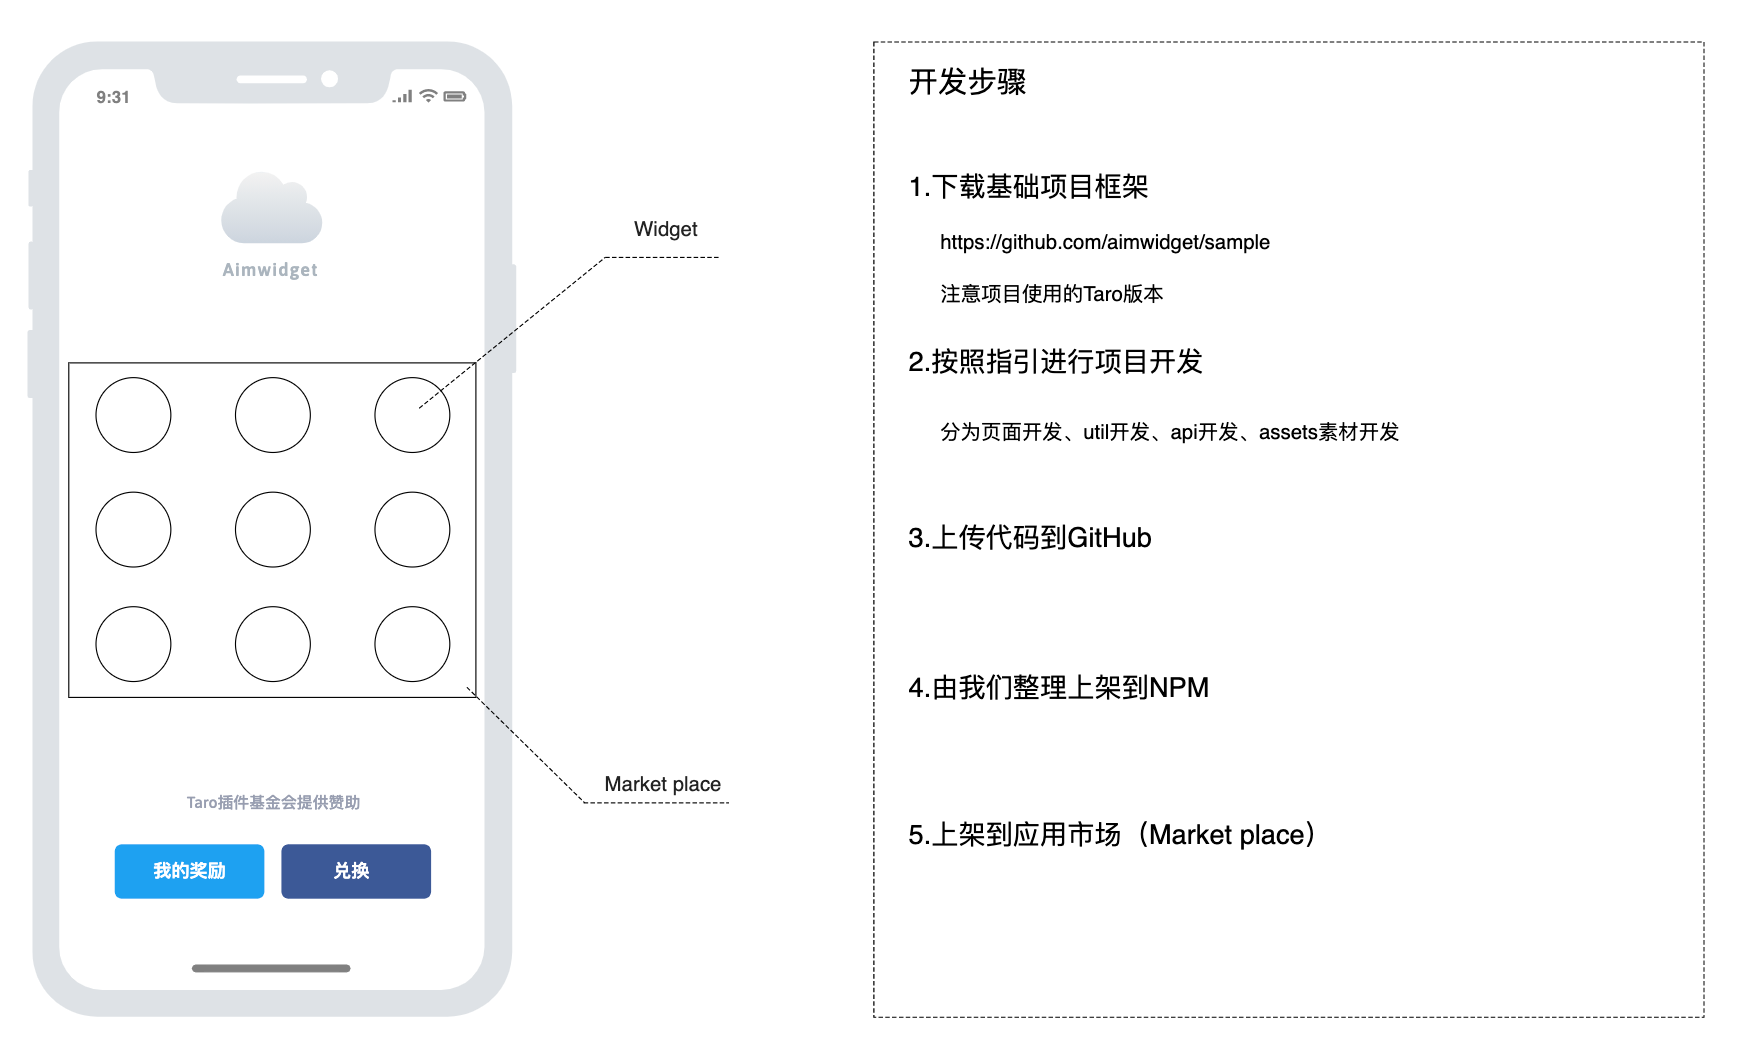 9:31
Aimwidget
Widget
Market place
Taro插件基金会提供赞助
我的奖励
兑换
开发步骤
1.下载基础项目框架
https://github.com/aimwidget/sample
注意项目使用的Taro版本
2.按照指引进行项目开发
分为页面开发、util开发、api开发、assets素材开发
3.上传代码到GitHub
4.由我们整理上架到NPM
5.上架到应用市场（Market place）